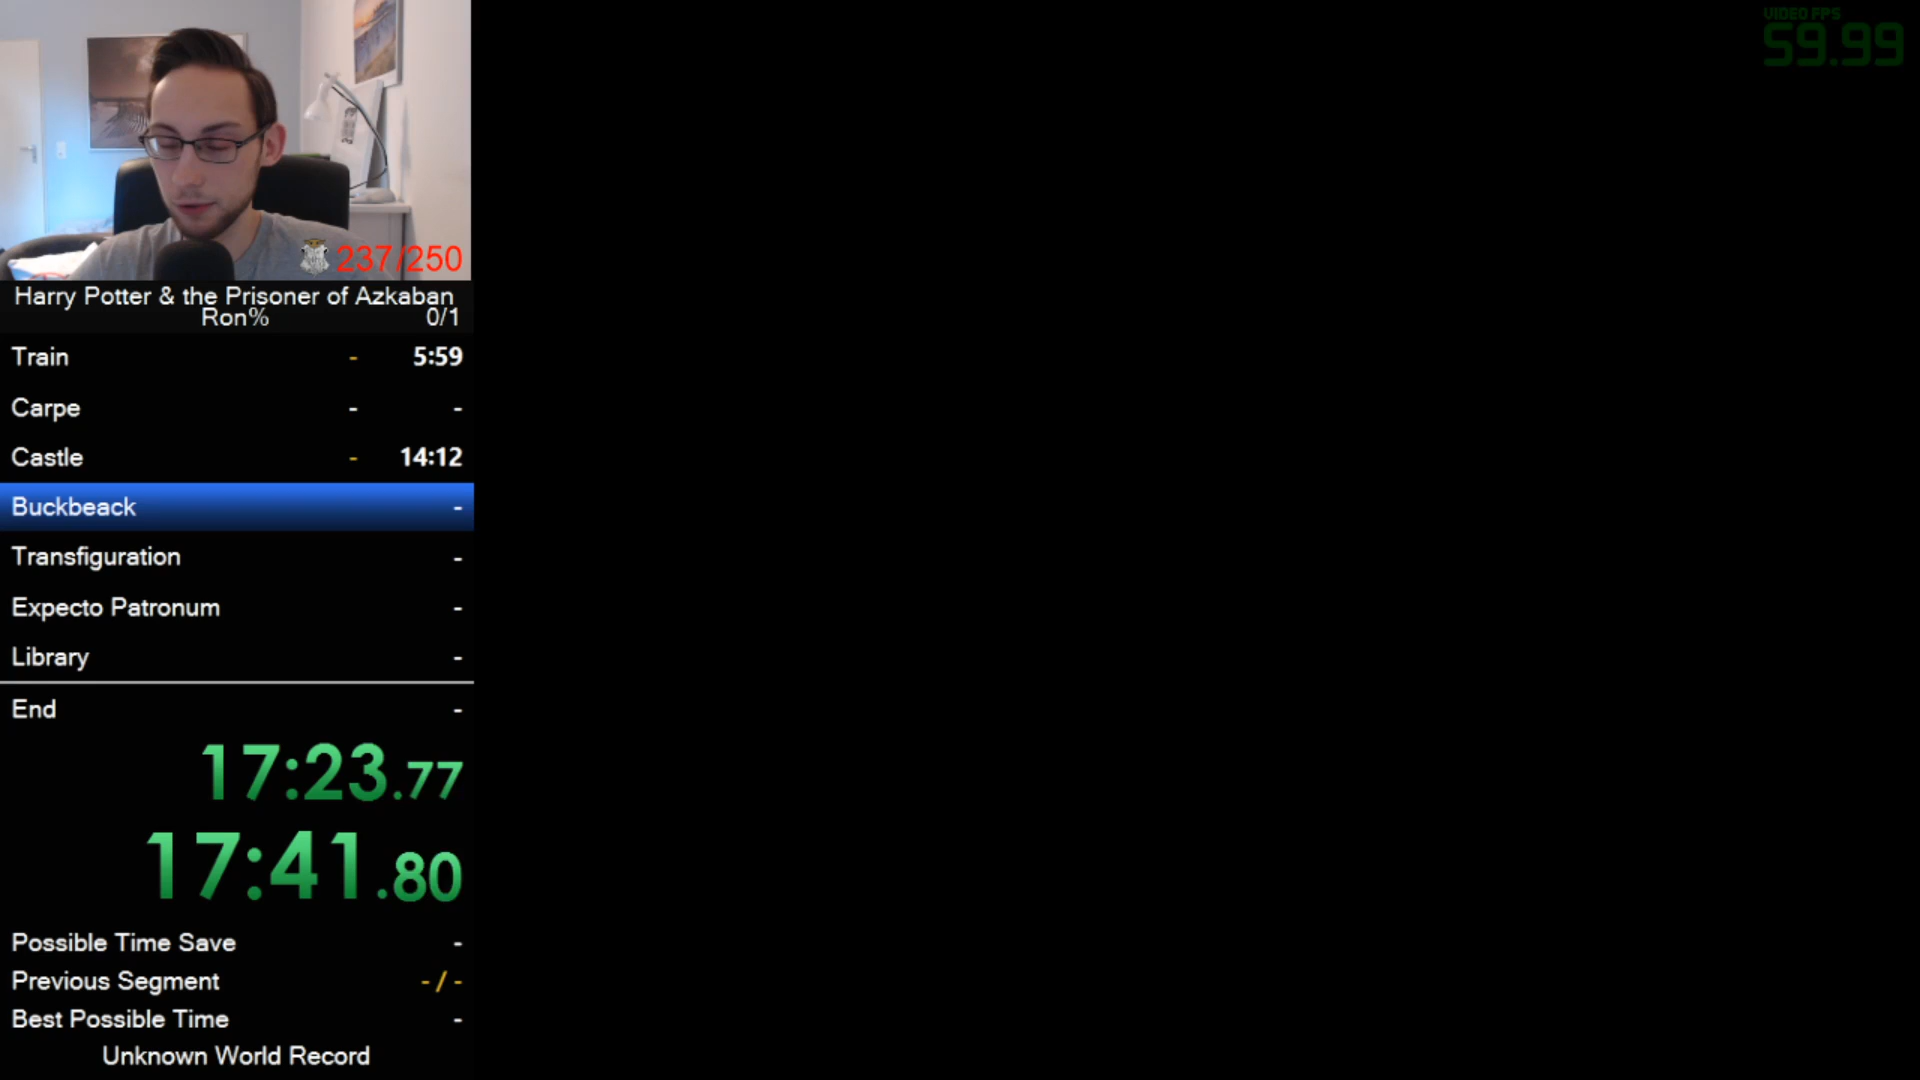 VIDEO FPS
59.99
237/250
Harry Potter & the Prisoner of Azkaban
Ron% 0/1
Train - 5:59
Carpe - -
Castle - 14:12
Buckbeack -
Transfiguration -
Expecto Patronum -
Library -
End -
17:23.77
17:41.80
Possible Time Save -
Previous Segment - / -
Best Possible Time -
Unknown World Record